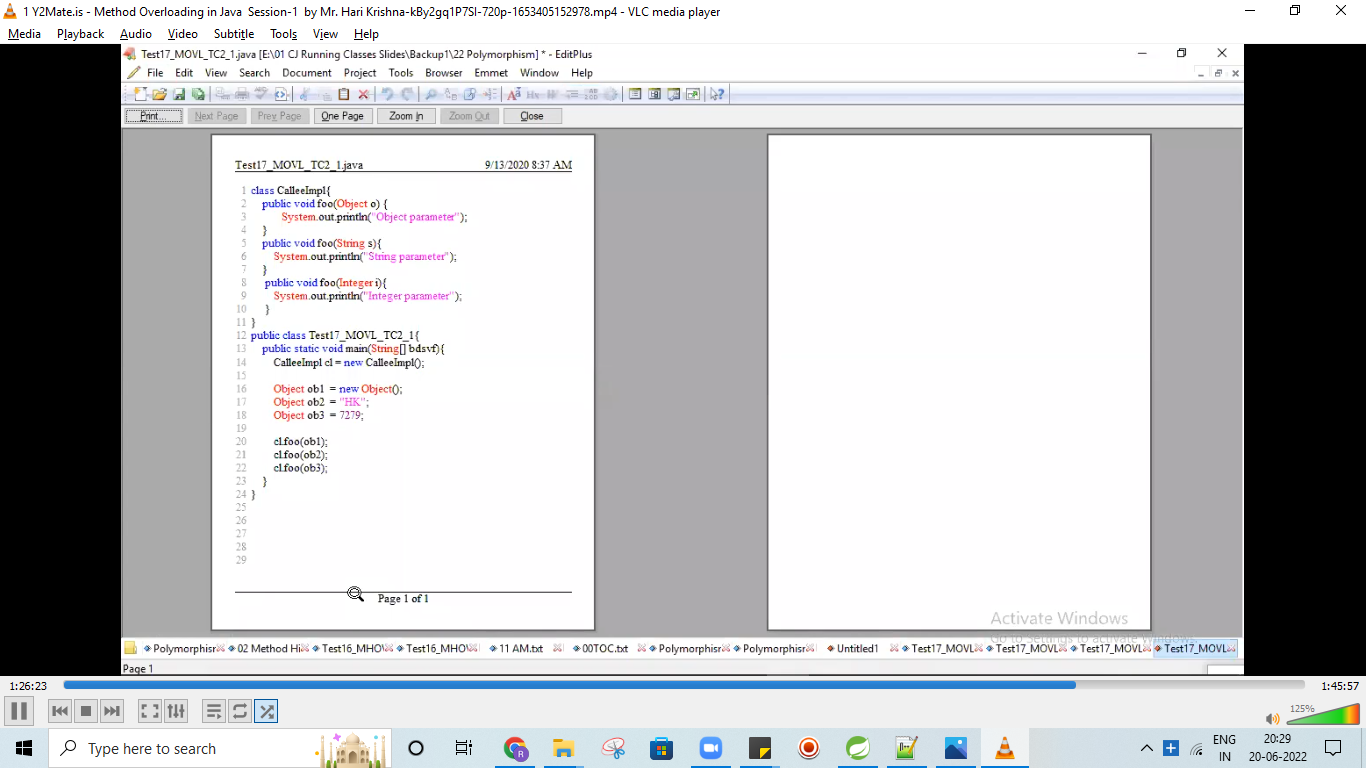 1 Y2Mate.is - Method Overloading in Java Session-1 by Mr. Hari Krishna-kBy2gq1P7SI-720p-1653405152978.mp4 - VLC media player
Media Playback Audio Video Subtitle Tools View Help
Test17_MOVL_TC2_1.java [E:\01 CJ Running Classes Slides\Backup1\22 Polymorphism] * - EditPlus
File Edit View Search Document Project Tools Browser Emmet Window Help
Print... Next Page Prev Page One Page Zoom In Zoom Out Close
Test17_MOVL_TC2_1.java 9/13/2020 8:37 AM
1 class CalleeImpl{
2 public void foo(Object o) {
3 System.out.println("Object parameter");
4 }
5 public void foo(String s){
6 System.out.println("String parameter");
7 }
8 public void foo(Integer i){
9 System.out.println("Integer parameter");
10 }
11 }
12 public class Test17_MOVL_TC2_1{
13 public static void main(String[] bdsvf){
14 CalleeImpl cl = new CalleeImpl();
15
16 Object ob1 = new Object();
17 Object ob2 = "HK";
18 Object ob3 = 7279;
19
20 cl.foo(ob1);
21 cl.foo(ob2);
22 cl.foo(ob3);
23 }
24 }
25
26
27
28
29
Page 1 of 1
Activate Windows
Go to Settings to activate Windows.
Polymorphisr 02 Method Hi Test16_MHO Test16_MHO 11 AM.txt 00TOC.txt Polymorphisr Polymorphisr Untitled1 Test17_MOVL Test17_MOVL Test17_MOVL Test17_MOVL
Page 1
1:26:23 1:45:57
125%
Type here to search
ENG 20:29
IN 20-06-2022